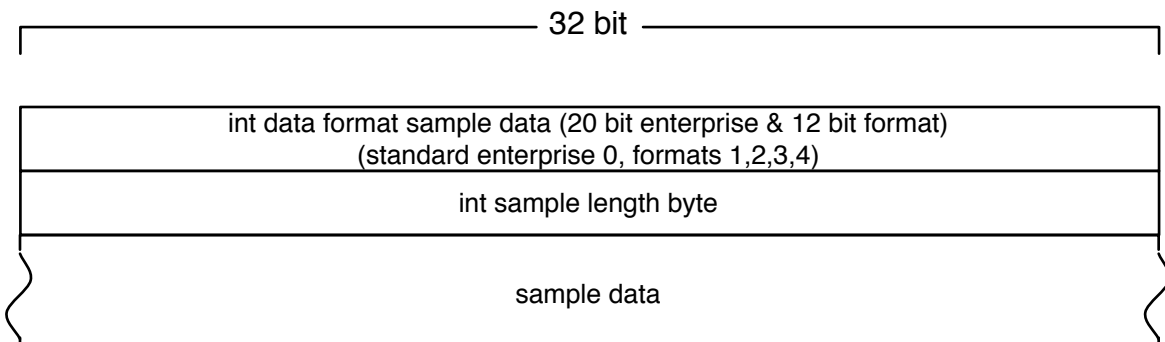 32 bit
int data format sample data (20 bit enterprise & 12 bit format)
(standard enterprise 0, formats 1,2,3,4)
int sample length byte
sample data